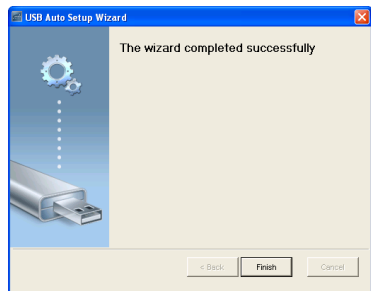 USB Auto Setup Wizard
The wizard completed successfully
< Back
Finish
Cancel